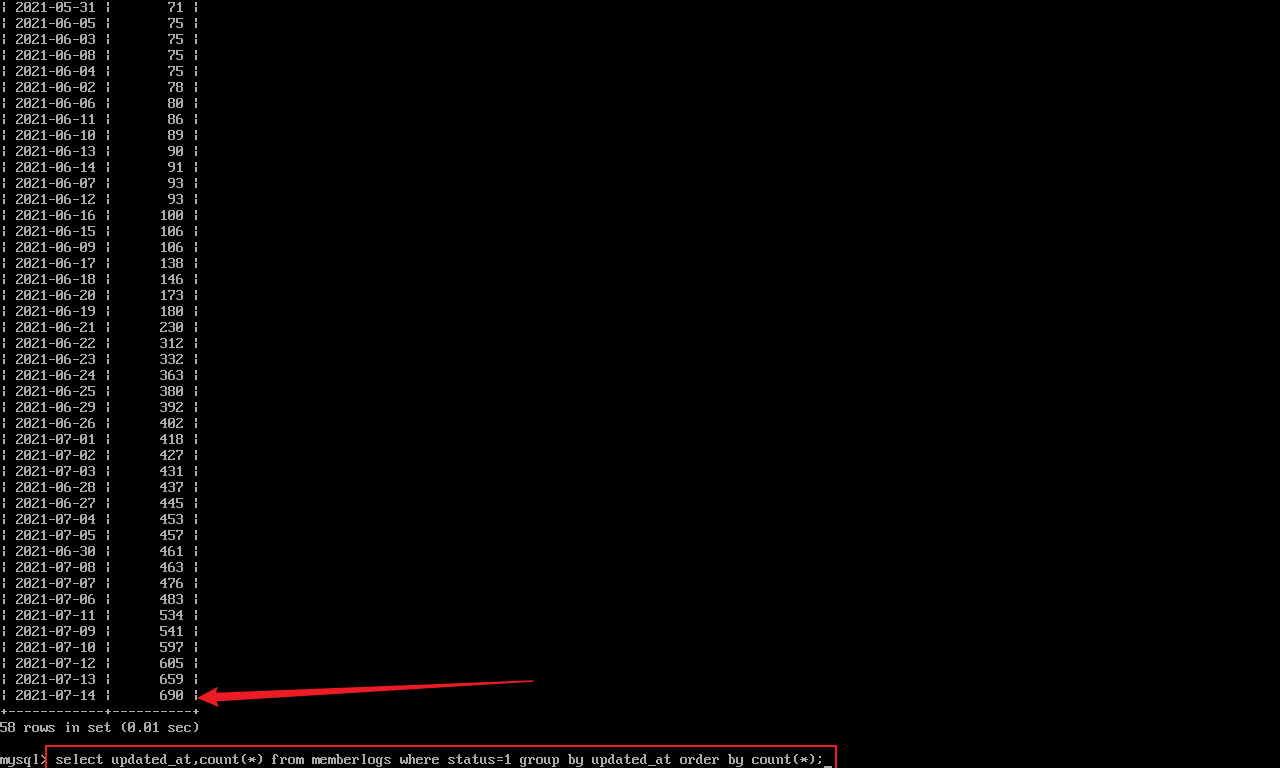 ¦ 2021-05-31 ¦       71 ¦
¦ 2021-06-05 ¦       75 ¦
¦ 2021-06-03 ¦       75 ¦
¦ 2021-06-08 ¦       75 ¦
¦ 2021-06-04 ¦       75 ¦
¦ 2021-06-02 ¦       78 ¦
¦ 2021-06-06 ¦       80 ¦
¦ 2021-06-11 ¦       86 ¦
¦ 2021-06-10 ¦       89 ¦
¦ 2021-06-13 ¦       90 ¦
¦ 2021-06-14 ¦       91 ¦
¦ 2021-06-07 ¦       93 ¦
¦ 2021-06-12 ¦       93 ¦
¦ 2021-06-16 ¦      100 ¦
¦ 2021-06-15 ¦      106 ¦
¦ 2021-06-09 ¦      106 ¦
¦ 2021-06-17 ¦      138 ¦
¦ 2021-06-18 ¦      146 ¦
¦ 2021-06-20 ¦      173 ¦
¦ 2021-06-19 ¦      180 ¦
¦ 2021-06-21 ¦      230 ¦
¦ 2021-06-22 ¦      312 ¦
¦ 2021-06-23 ¦      332 ¦
¦ 2021-06-24 ¦      363 ¦
¦ 2021-06-25 ¦      380 ¦
¦ 2021-06-29 ¦      392 ¦
¦ 2021-06-26 ¦      402 ¦
¦ 2021-07-01 ¦      418 ¦
¦ 2021-07-02 ¦      427 ¦
¦ 2021-07-03 ¦      431 ¦
¦ 2021-06-28 ¦      437 ¦
¦ 2021-06-27 ¦      445 ¦
¦ 2021-07-04 ¦      453 ¦
¦ 2021-07-05 ¦      457 ¦
¦ 2021-06-30 ¦      461 ¦
¦ 2021-07-08 ¦      463 ¦
¦ 2021-07-07 ¦      476 ¦
¦ 2021-07-06 ¦      483 ¦
¦ 2021-07-11 ¦      534 ¦
¦ 2021-07-09 ¦      541 ¦
¦ 2021-07-10 ¦      597 ¦
¦ 2021-07-12 ¦      605 ¦
¦ 2021-07-13 ¦      659 ¦
¦ 2021-07-14 ¦      690 ¦
+------------+----------+
58 rows in set (0.01 sec)
mysql> select updated_at,count(*) from memberlogs where status=1 group by updated_at order by count(*);_